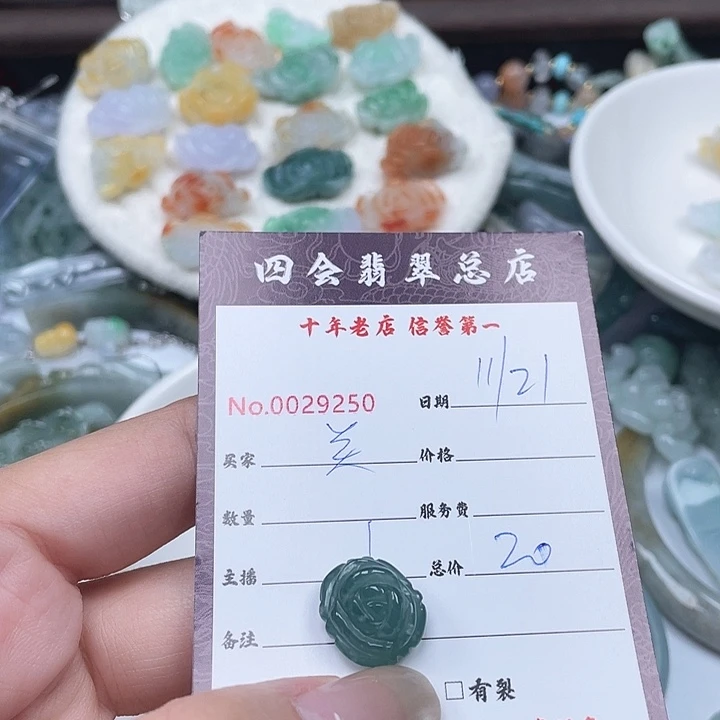 四会翡翠总店
十年老店 信誉第一
No.0029250 日期 11/21
买家 关 价格
数量 服务费
主播 总价 20
备注
□有裂